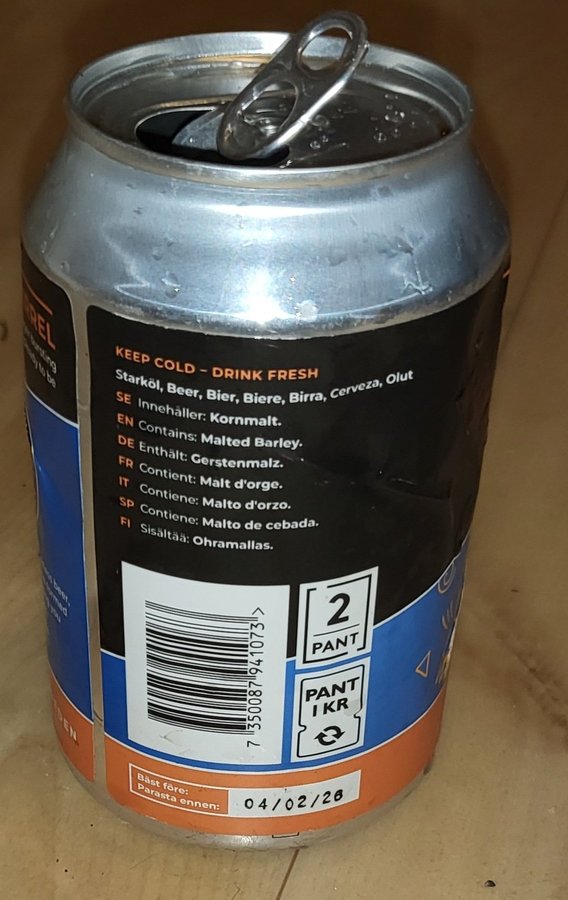 KEEP COLD – DRINK FRESH
Starköl, Beer, Bier, Biere, Birra, Cerveza, Olut
SE Innehåller: Kornmalt.
EN Contains: Malted Barley.
DE Enthält: Gerstenmalz.
FR Contient: Malt d'orge.
IT Contiene: Malto d'orzo.
SP Contiene: Malto de cebada.
FI Sisältää: Ohramallas.
7 350087 941073 >
2
PANT
PANT
1 KR
Bäst före:
Parasta ennen:
04/02/26